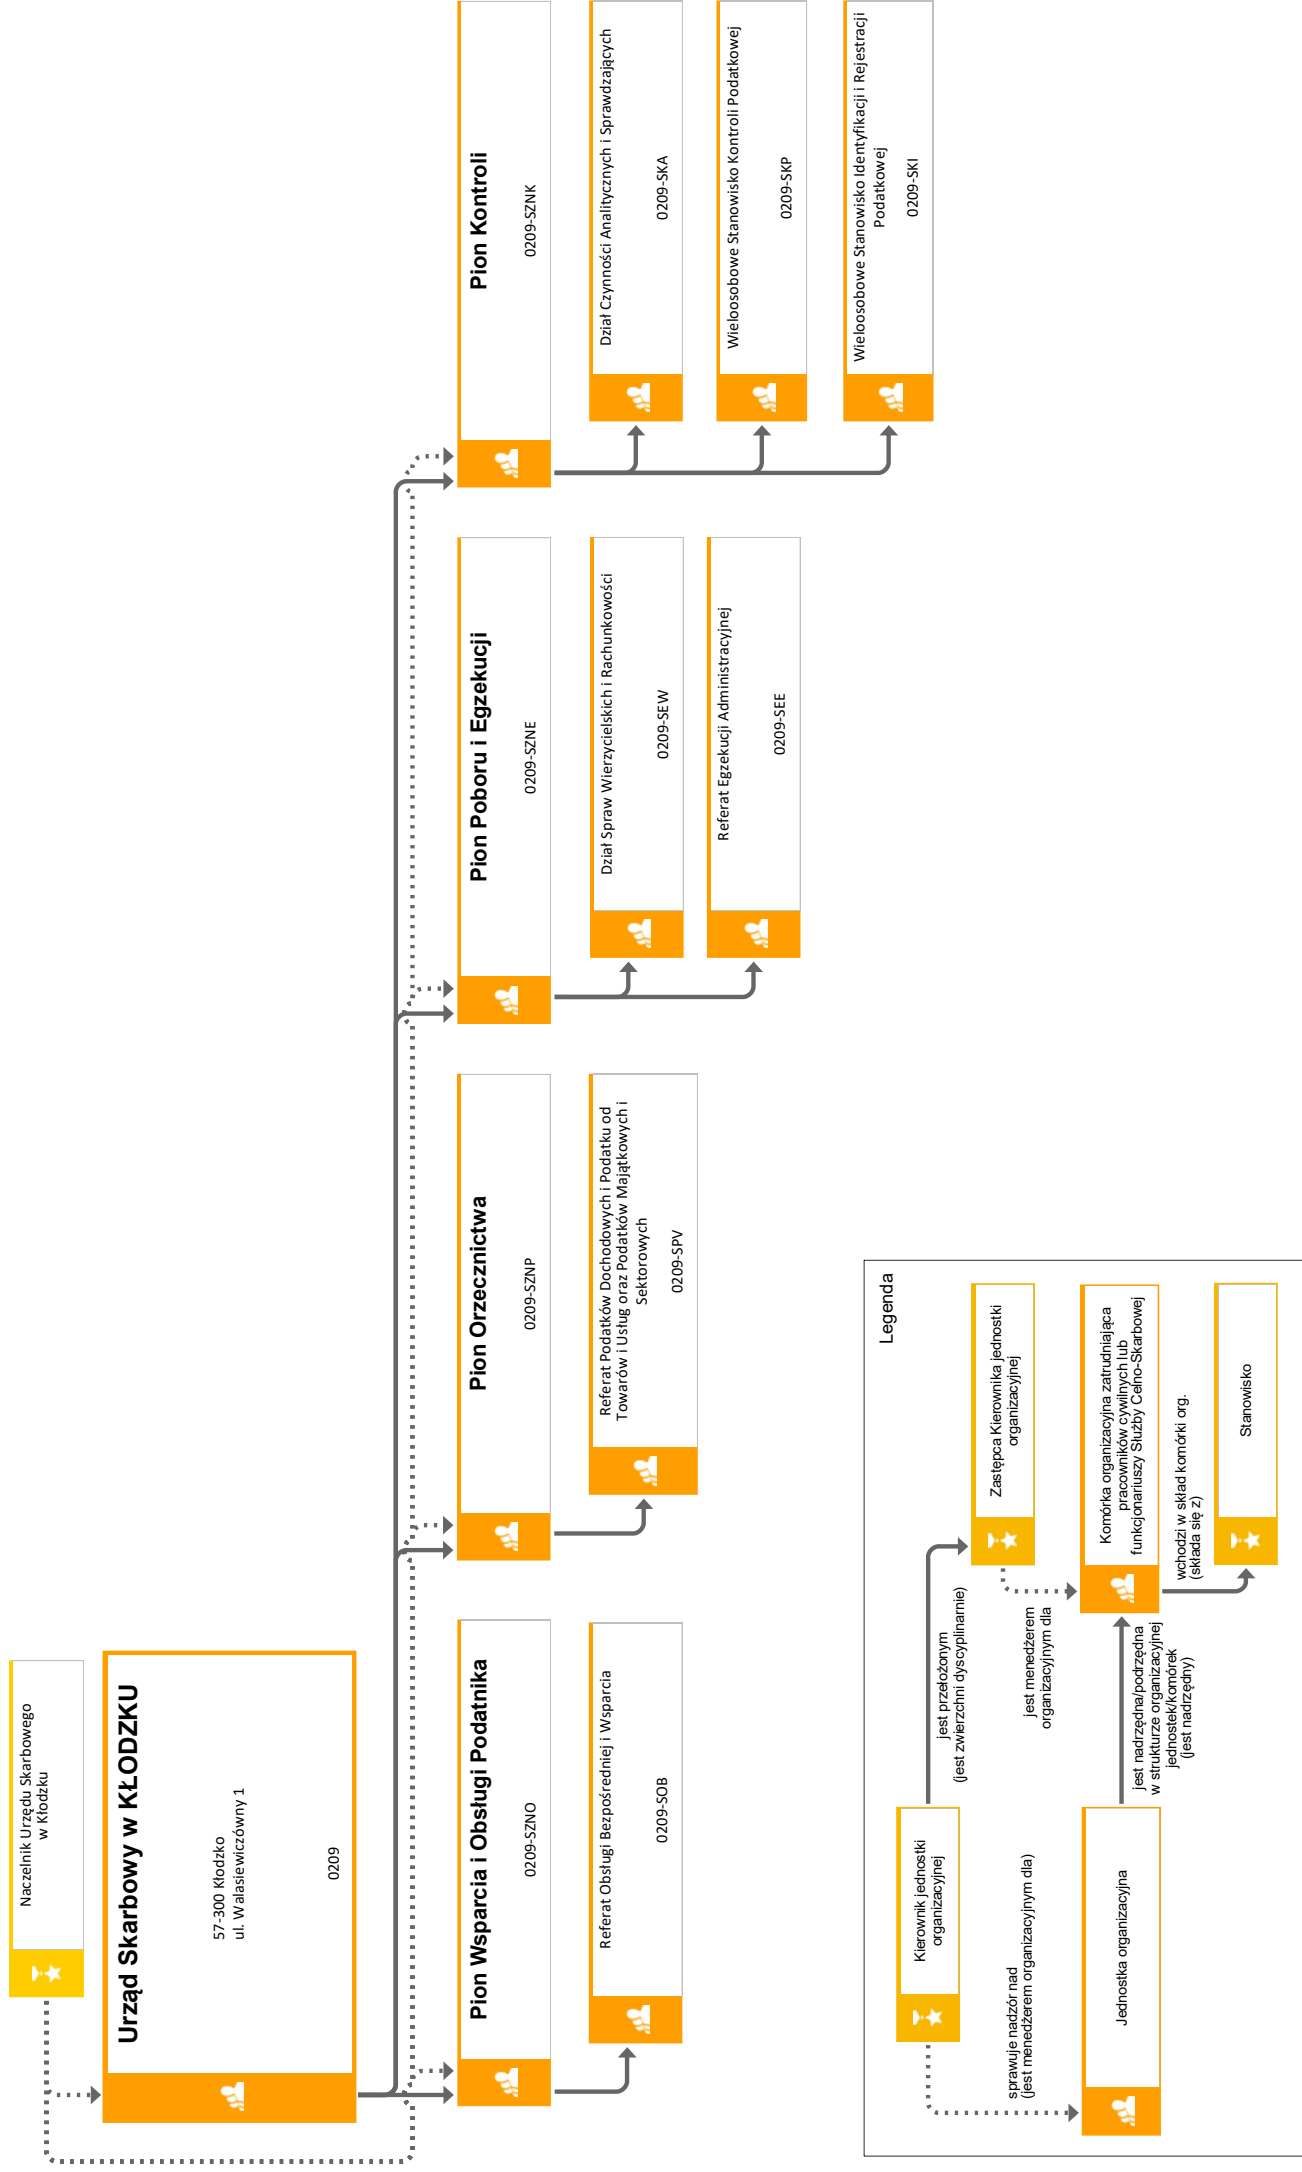 Naczelnik Urzędu Skarbowego
w Kłodzku
Urząd Skarbowy w KŁODZKU
57-300 Kłodzko
ul. Walasiewiczówny 1
0209
Pion Wsparcia i Obsługi Podatnika
0209-SZNO
Referat Obsługi Bezpośredniej i Wsparcia
0209-SOB
Pion Orzecznictwa
0209-SZNP
Referat Podatków Dochodowych i Podatku od
Towarów i Usług oraz Podatków Majątkowych i
Sektorowych
0209-SPV
Pion Poboru i Egzekucji
0209-SZNE
Dział Spraw Wierzycielskich i Rachunkowości
0209-SEW
Referat Egzekucji Administracyjnej
0209-SEE
Pion Kontroli
0209-SZNK
Dział Czynności Analitycznych i Sprawdzających
0209-SKA
Wieloosobowe Stanowisko Kontroli Podatkowej
0209-SKP
Wieloosobowe Stanowisko Identyfikacji i Rejestracji
Podatkowej
0209-SKI
Legenda
Kierownik jednostki
organizacyjnej
jest przełożonym
(jest zwierzchni dyscyplinarnie)
Zastępca Kierownika jednostki
organizacyjnej
sprawuje nadzór nad
(jest menedżerem organizacyjnym dla)
jest menedżerem
organizacyjnym dla
Jednostka organizacyjna
jest nadrzędna/podrzędna
w strukturze organizacyjnej
jednostek/komórek
(jest nadrzędny)
Komórka organizacyjna zatrudniająca
pracowników cywilnych lub
funkcjonariuszy Służby Celno-Skarbowej
wchodzi w skład komórki org.
(składa się z)
Stanowisko